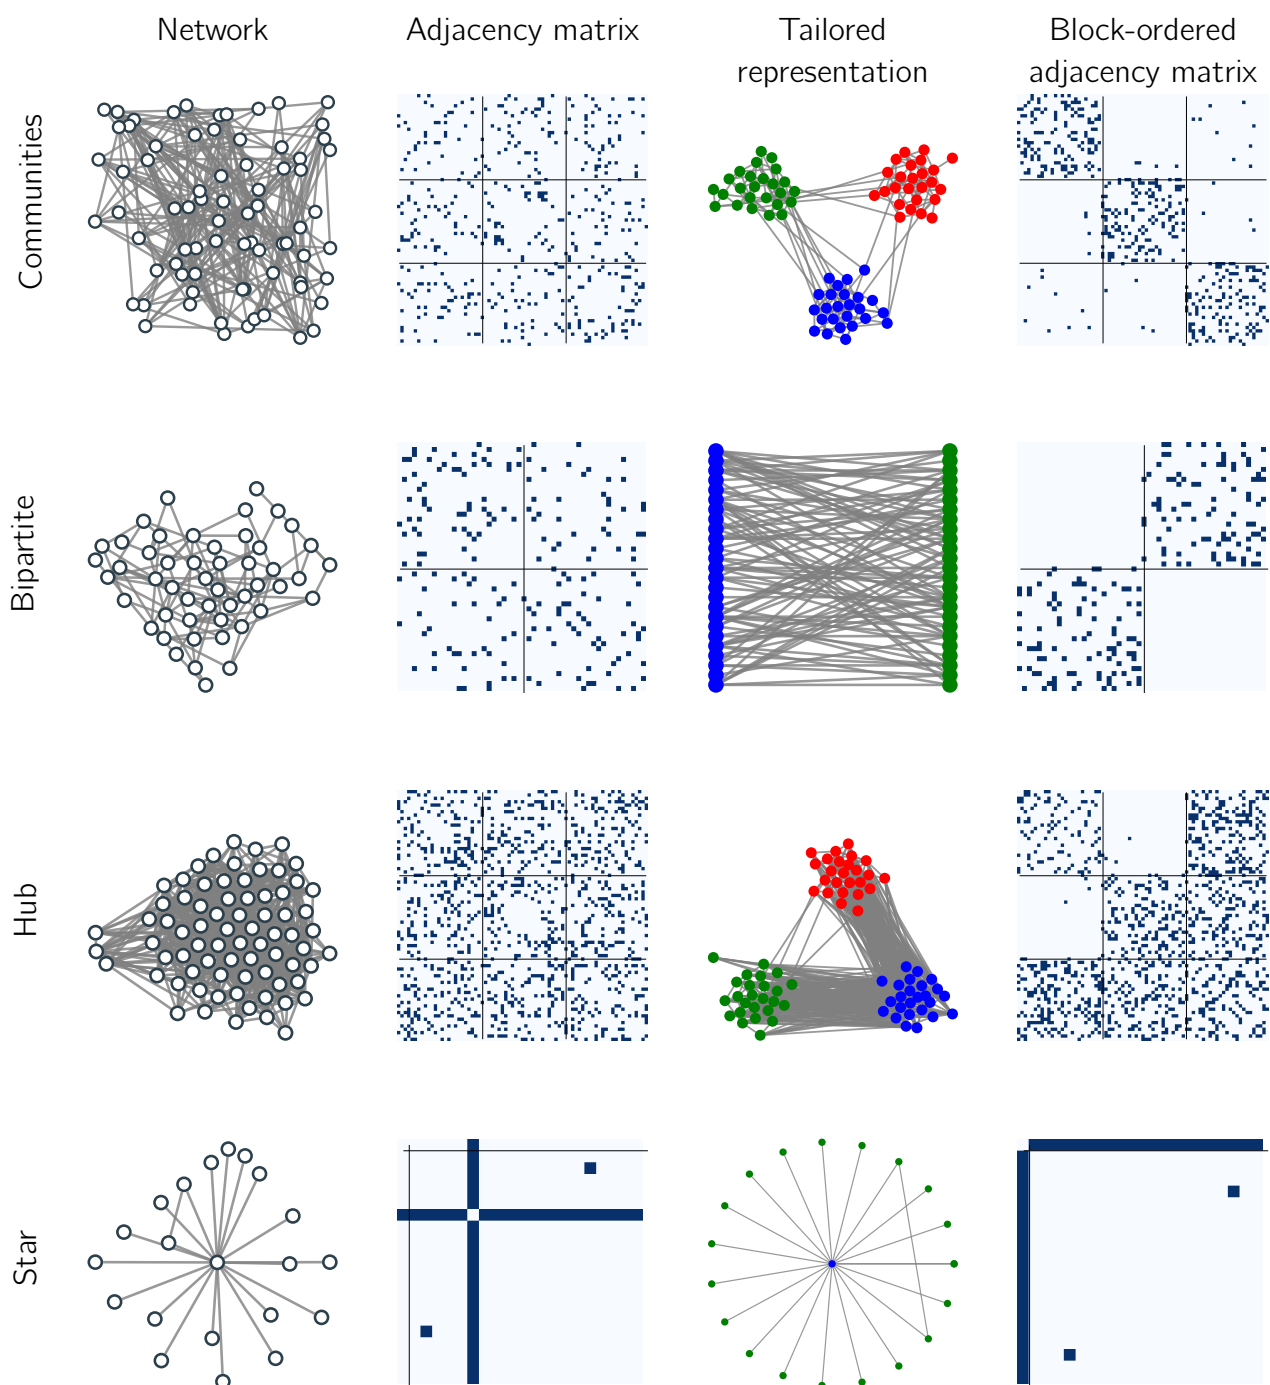 Network
Adjacency matrix
Tailored
representation
Block-ordered
adjacency matrix
Communities
Bipartite
Hub
Star